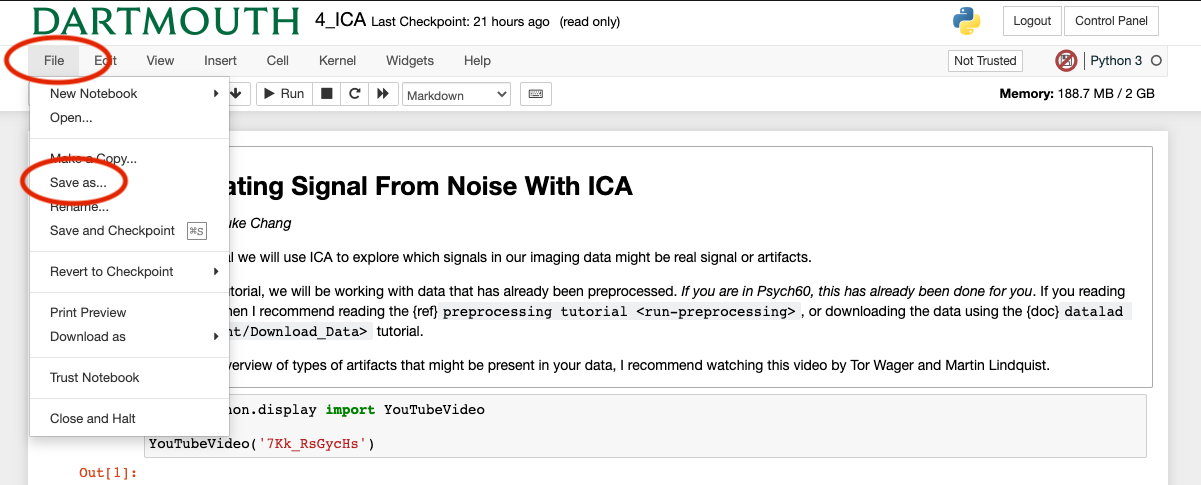 DARTMOUTH 4_ICA Last Checkpoint: 21 hours ago (read only) Logout Control Panel
File Edit View Insert Cell Kernel Widgets Help Not Trusted Python 3
Run Markdown Memory: 188.7 MB / 2 GB
New Notebook
Open...
Make a Copy...
Save as...
Rename...
Save and Checkpoint ⌘S
Revert to Checkpoint
Print Preview
Download as
Trust Notebook
Close and Halt
ating Signal From Noise With ICA
uke Chang
al we will use ICA to explore which signals in our imaging data might be real signal or artifacts.
utorial, we will be working with data that has already been preprocessed. If you are in Psych60, this has already been done for you. If you reading
hen I recommend reading the {ref} preprocessing tutorial <run-preprocessing> , or downloading the data using the {doc} datalad
nt/Download_Data> tutorial.
verview of types of artifacts that might be present in your data, I recommend watching this video by Tor Wager and Martin Lindquist.
hon.display import YouTubeVideo
YouTubeVideo('7Kk_RsGycHs')
Out[1]: